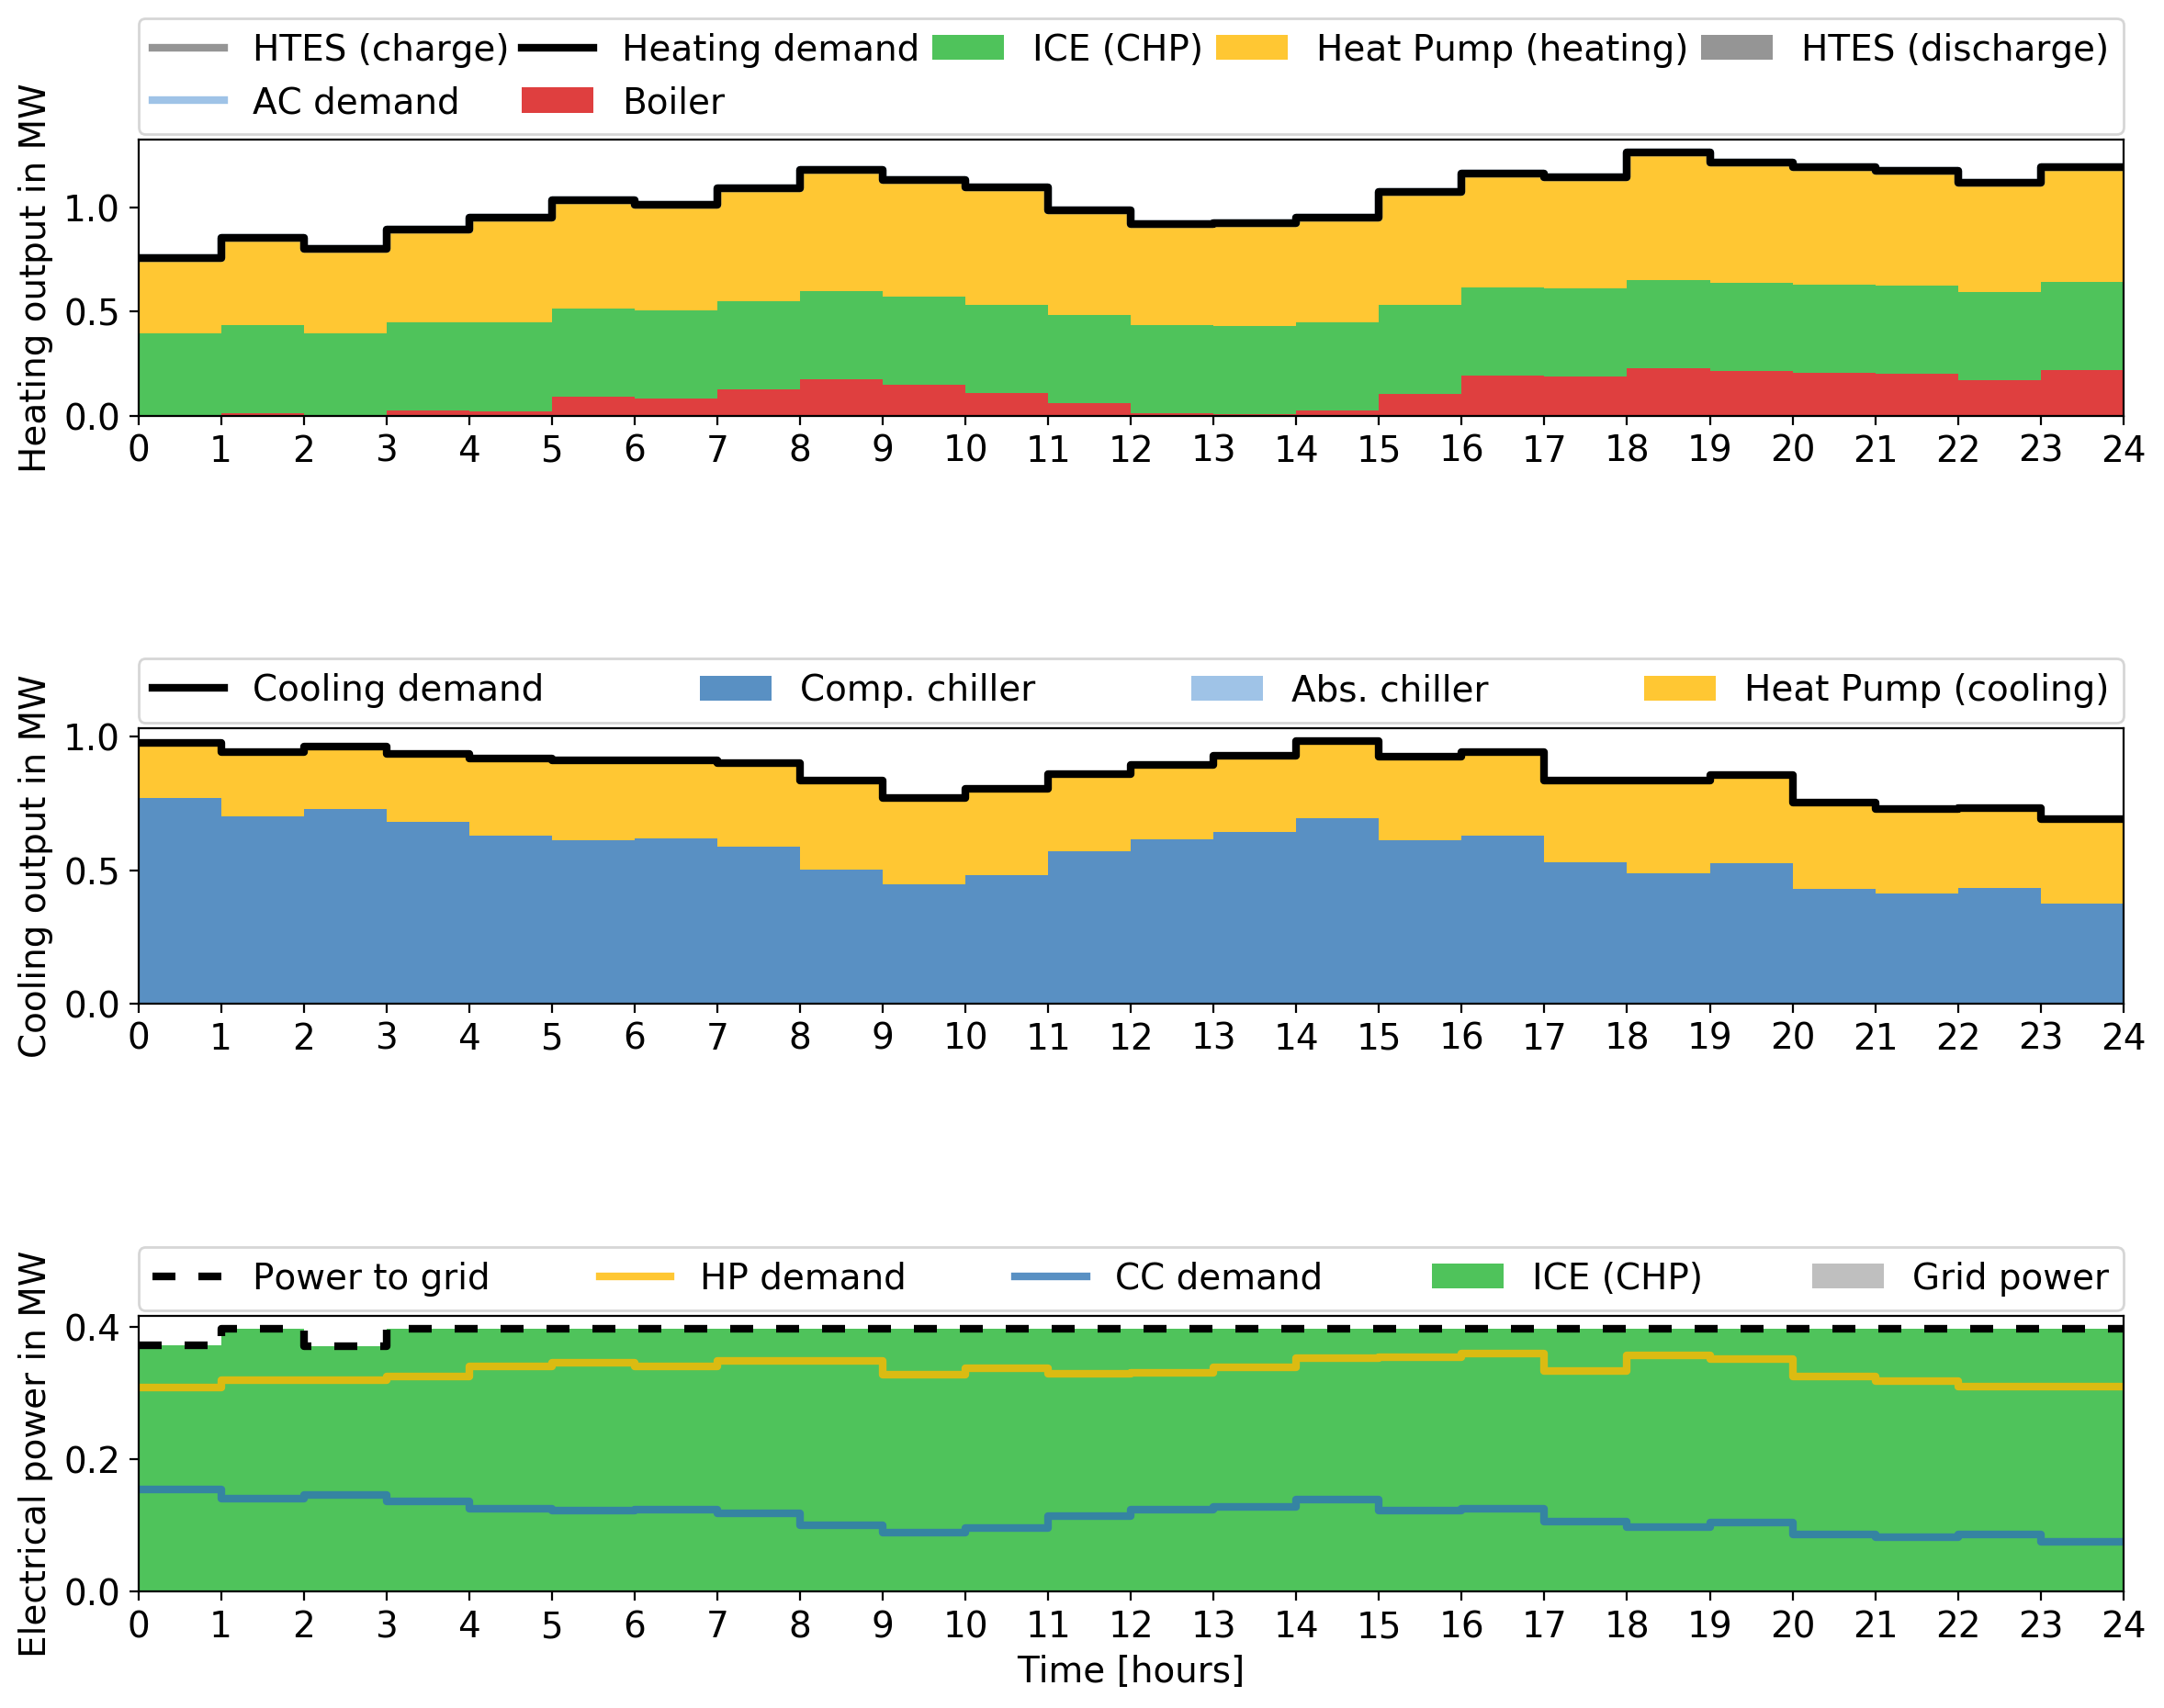 HTES (charge) Heating demand ICE (CHP) Heat Pump (heating) HTES (discharge)
AC demand Boiler
Heating output in MW
1.0
0.5
0.0
0 1 2 3 4 5 6 7 8 9 10 11 12 13 14 15 16 17 18 19 20 21 22 23 24
Cooling demand Comp. chiller Abs. chiller Heat Pump (cooling)
Cooling output in MW
1.0
0.5
0.0
0 1 2 3 4 5 6 7 8 9 10 11 12 13 14 15 16 17 18 19 20 21 22 23 24
Power to grid HP demand CC demand ICE (CHP) Grid power
Electrical power in MW
0.4
0.2
0.0
0 1 2 3 4 5 6 7 8 9 10 11 12 13 14 15 16 17 18 19 20 21 22 23 24
Time [hours]